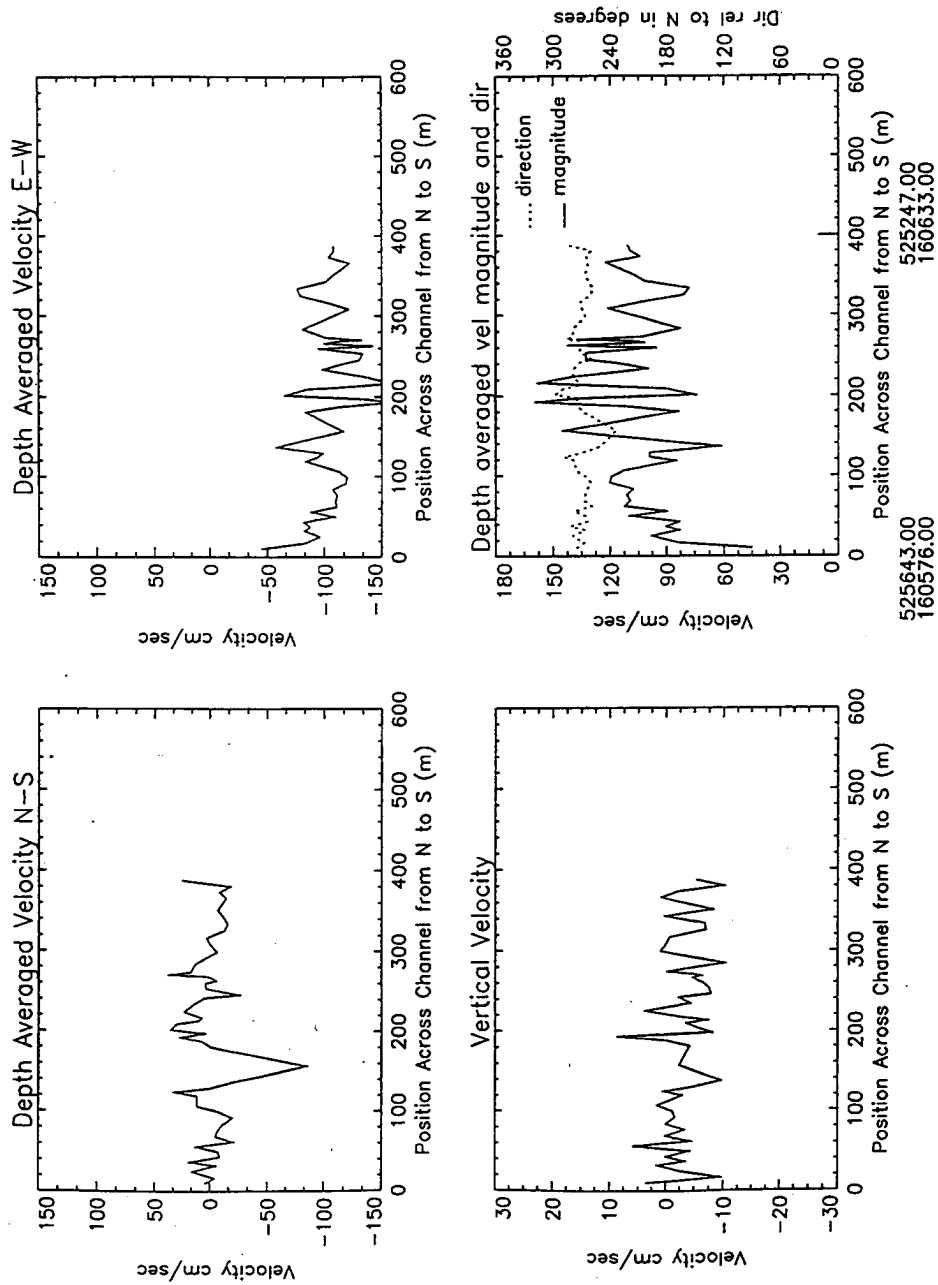 Depth Averaged Velocity N-S
150
100
50
0
-50
-100
-150
Velocity cm/sec
0 100 200 300 400 500 600
Position Across Channel from N to S (m)
Depth Averaged Velocity E-W
150
100
50
0
-50
-100
-150
Velocity cm/sec
0 100 200 300 400 500 600
Position Across Channel from N to S (m)
Vertical Velocity
30
20
10
0
-10
-20
-30
Velocity cm/sec
0 100 200 300 400 500 600
Position Across Channel from N to S (m)
Depth averaged vel magnitude and dir
180
150
120
90
60
30
0
Velocity cm/sec
360
300
240
180
120
60
0
Dir rel to N in degrees
direction
magnitude
0 100 200 300 400 500 600
Position Across Channel from N to S (m)
525643.00 525247.00
160576.00 160633.00